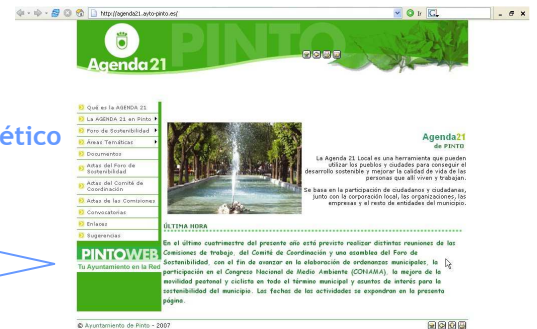 http://agenda21.ayto-pinto.es/
PINTO
Agenda 21
Qué es la AGENDA 21
La AGENDA 21 en Pinto
Foro de Sostenibilidad
Áreas Temáticas
Documentos
Actas del Foro de
Sostenibilidad
Actas del Comité de
Coordinación
Actas de las Comisiones
Convocatorias
Enlaces
Sugerencias
ético
PINTOWEB
Tu Ayuntamiento en la Red
Agenda21
de PINTO
La Agenda 21 Local es una herramienta que pueden
utilizar los pueblos y ciudades para conseguir el
desarrollo sostenible y mejorar la calidad de vida de las
personas que allí viven y trabajan.
Se basa en la participación de ciudadanos y ciudadanas,
junto con la corporación local, las organizaciones, las
empresas y el resto de entidades del municipio.
ÚLTIMA HORA
En el último cuatrimestre del presente año está previsto realizar distintas reuniones de las
Comisiones de trabajo, del Comité de Coordinación y una asamblea del Foro de
Sostenibilidad, con el fin de avanzar en la elaboración de ordenanzas municipales, la
participación en el Congreso Nacional de Medio Ambiente (CONAMA), la mejora de la
movilidad peatonal y ciclista en todo el término municipal y asuntos de interés para la
sostenibilidad del municipio. Las fechas de las actividades se expondran en la presente
página.
© Ayuntamiento de Pinto - 2007